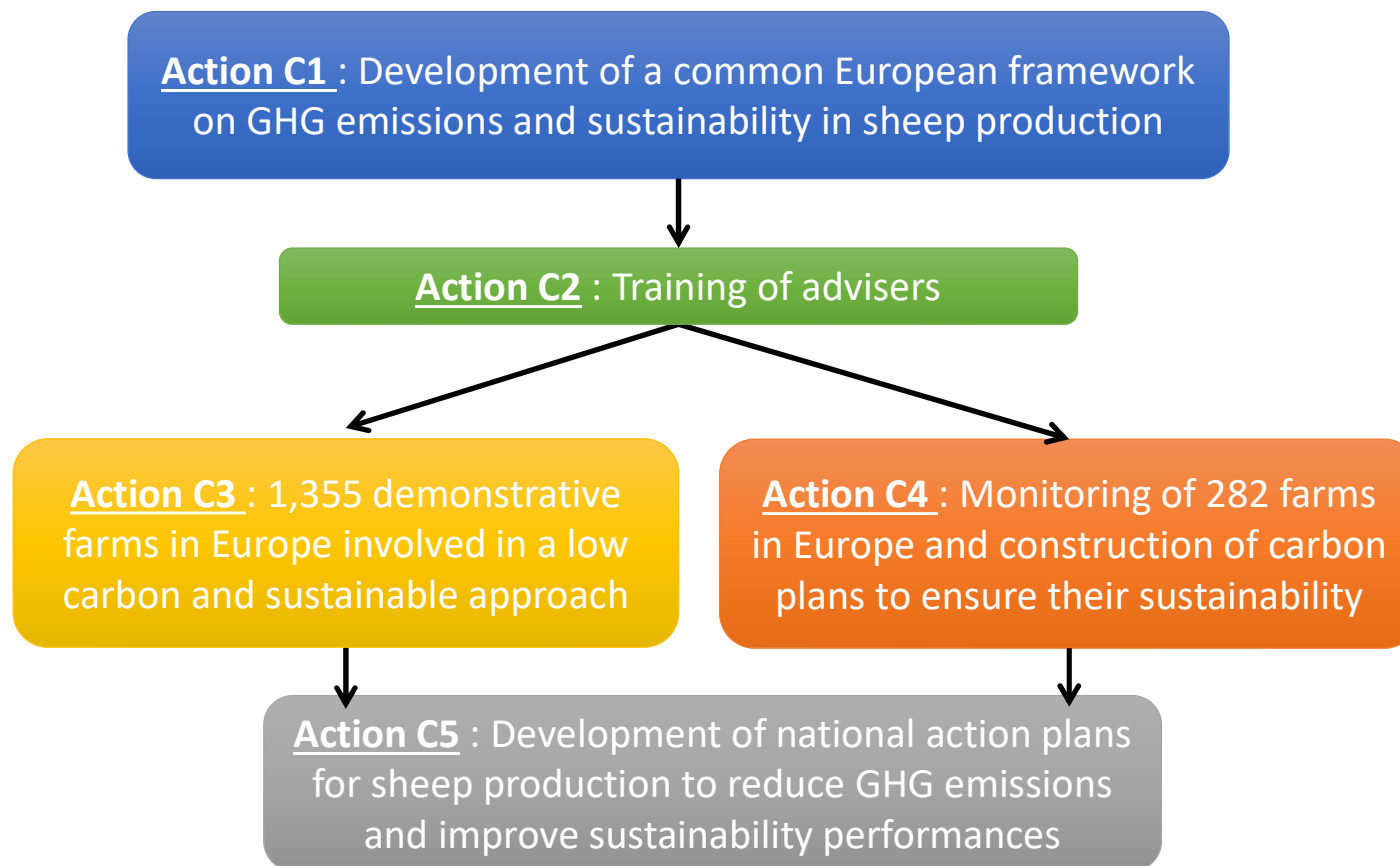 Action C1 : Development of a common European framework
on GHG emissions and sustainability in sheep production
Action C2 : Training of advisers
Action C3 : 1,355 demonstrative
farms in Europe involved in a low
carbon and sustainable approach
Action C4 : Monitoring of 282 farms
in Europe and construction of carbon
plans to ensure their sustainability
Action C5 : Development of national action plans
for sheep production to reduce GHG emissions
and improve sustainability performances